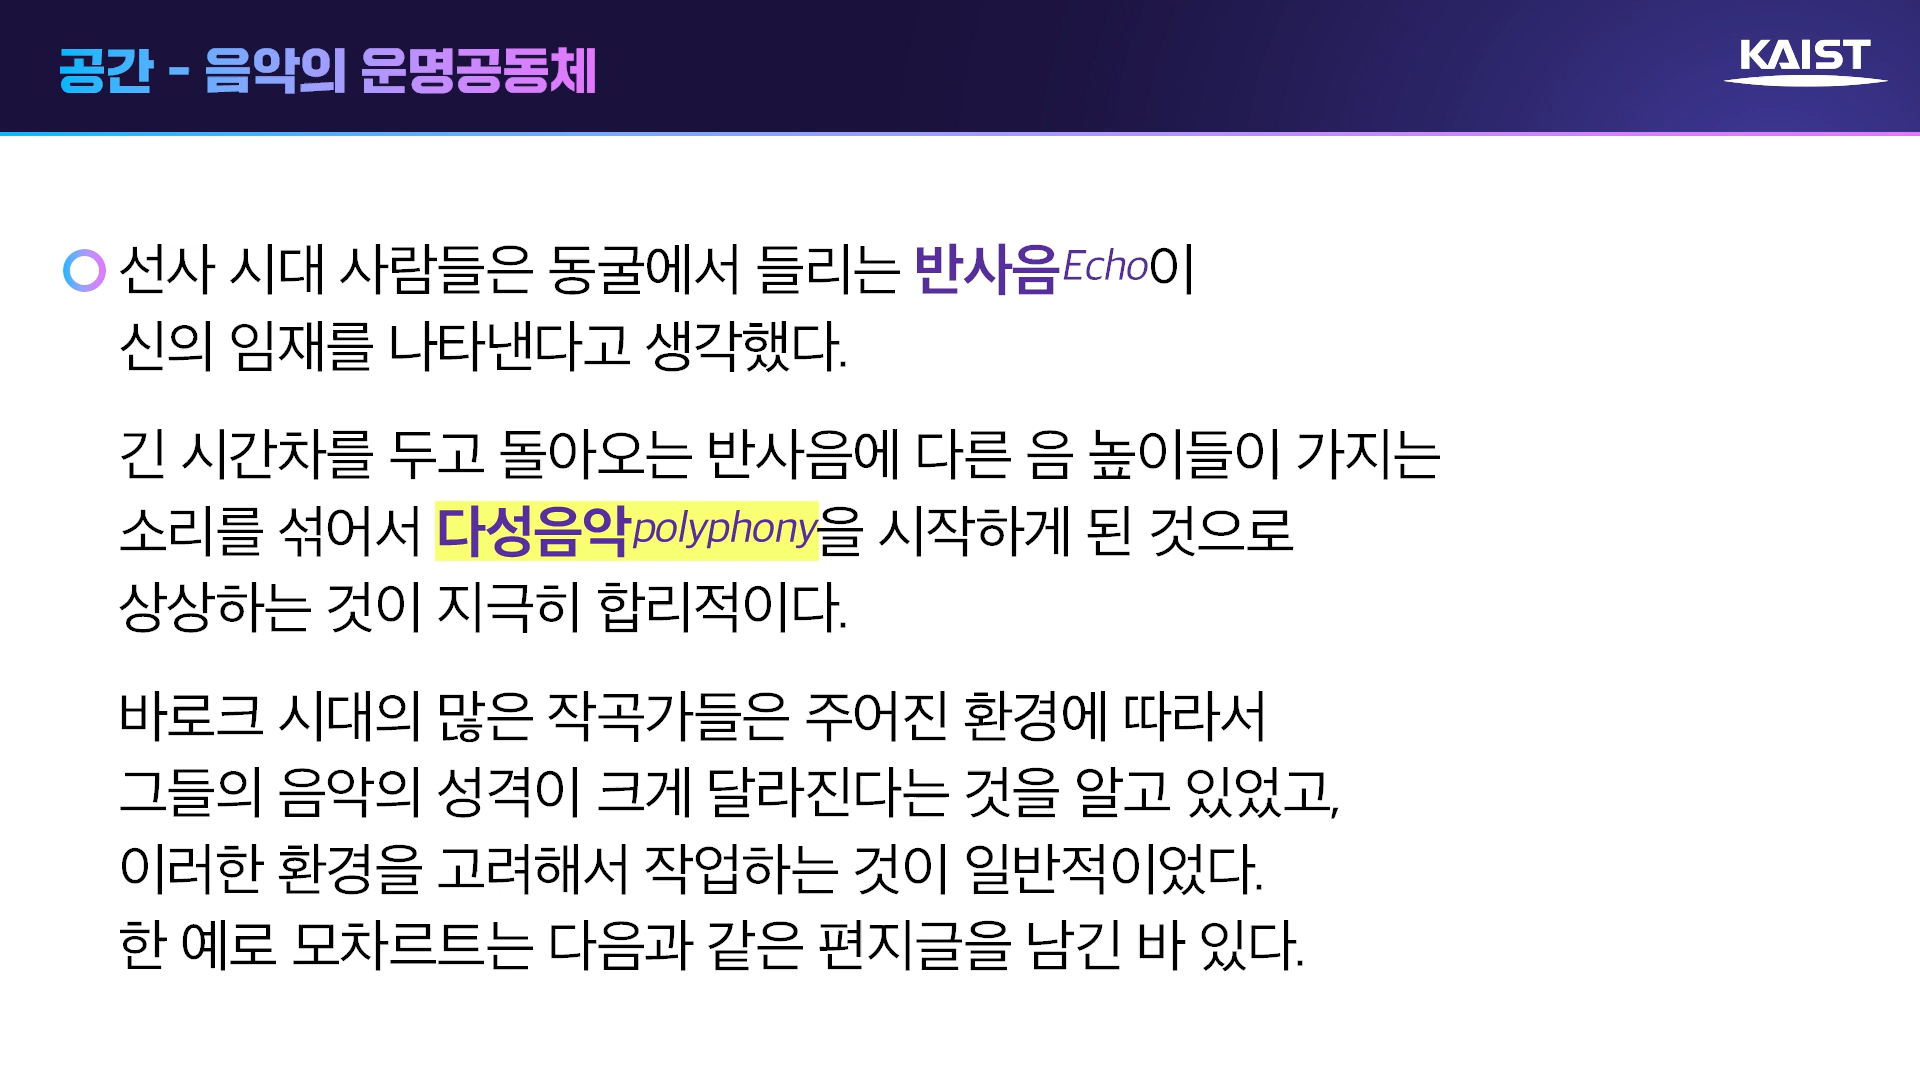 공간 - 음악의 운명공동체
KAIST
선사 시대 사람들은 동굴에서 들리는 반사음Echo이
신의 임재를 나타낸다고 생각했다.
긴 시간차를 두고 돌아오는 반사음에 다른 음 높이들이 가지는
소리를 섞어서 다성음악polyphony을 시작하게 된 것으로
상상하는 것이 지극히 합리적이다.
바로크 시대의 많은 작곡가들은 주어진 환경에 따라서
그들의 음악의 성격이 크게 달라진다는 것을 알고 있었고,
이러한 환경을 고려해서 작업하는 것이 일반적이었다.
한 예로 모차르트는 다음과 같은 편지글을 남긴 바 있다.